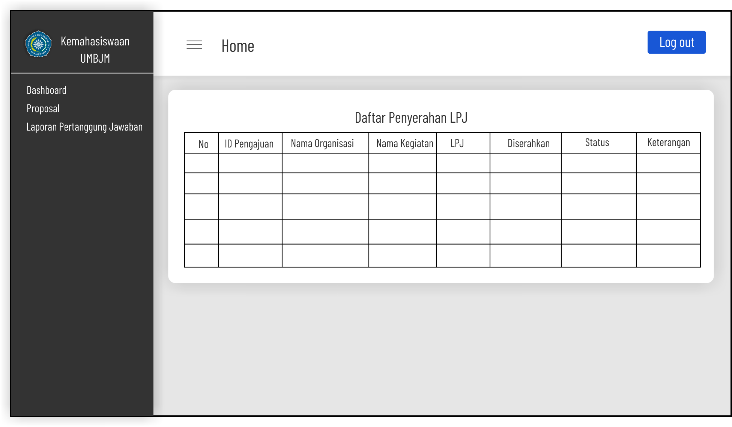 Kemahasiswaan
UMBJM
Dashboard
Proposal
Laporan Pertanggung Jawaban
Home
Log out
Daftar Penyerahan LPJ
No ID Pengajuan Nama Organisasi Nama Kegiatan LPJ Diserahkan Status Keterangan